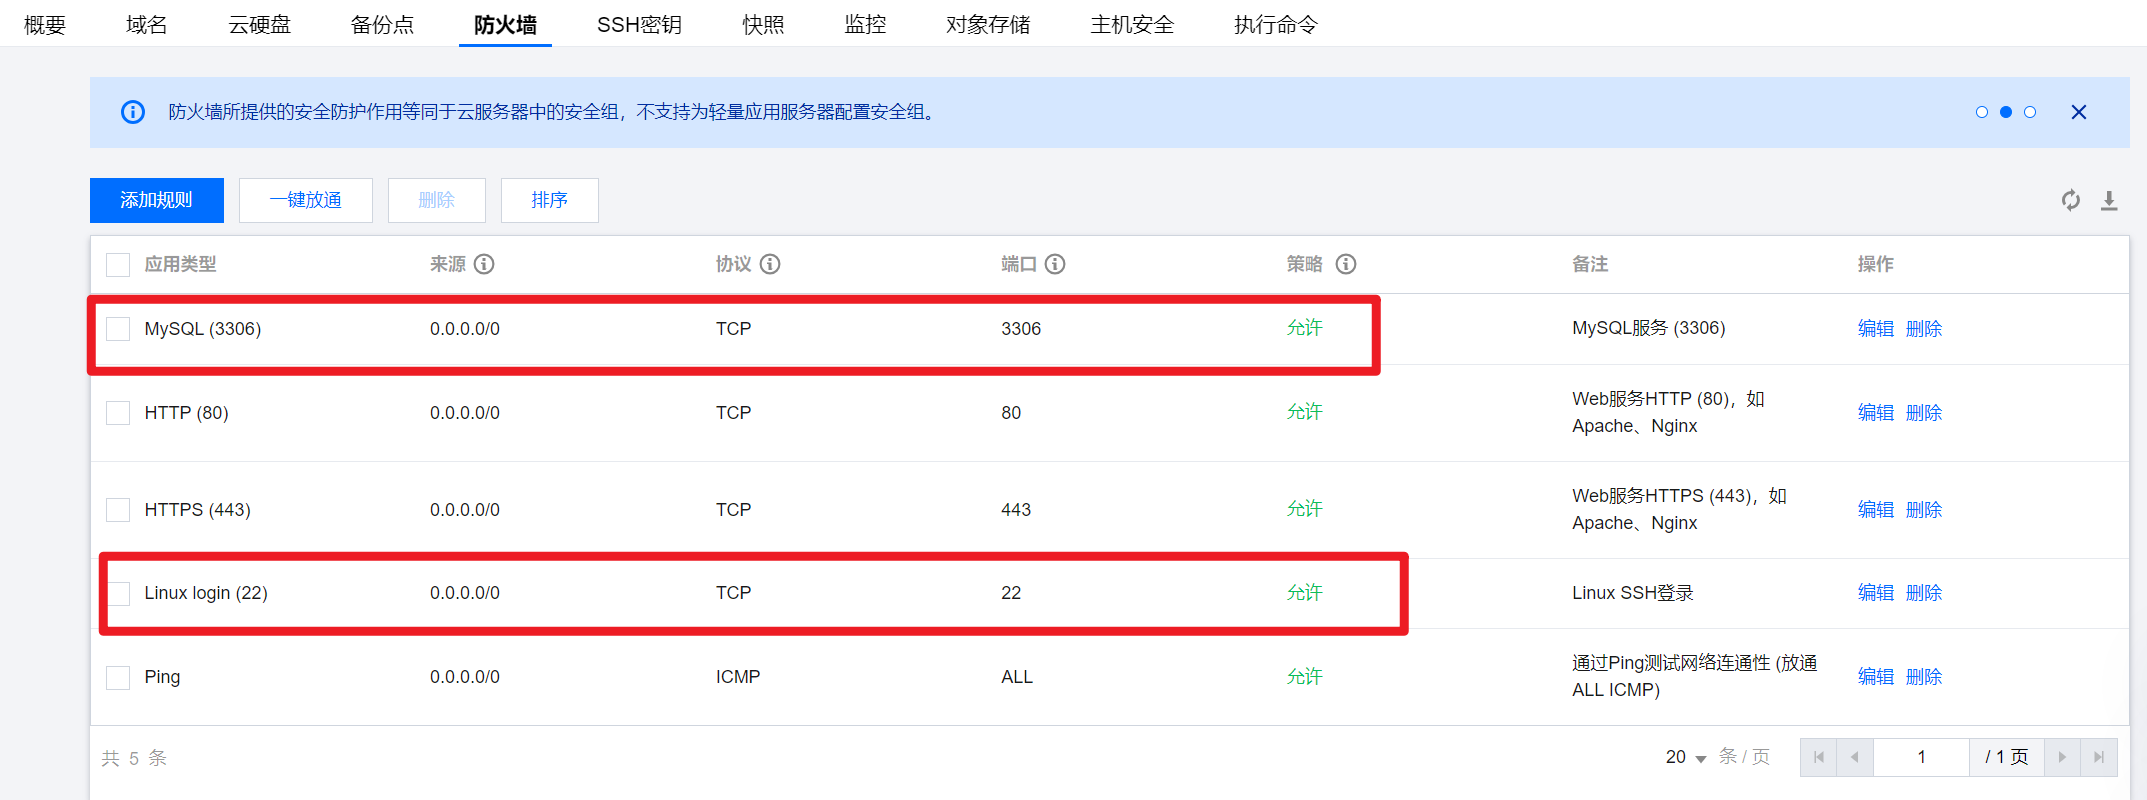 概要 域名 云硬盘 备份点 防火墙 SSH密钥 快照 监控 对象存储 主机安全 执行命令
防火墙所提供的安全防护作用等同于云服务器中的安全组，不支持为轻量应用服务器配置安全组。
添加规则 一键放通 删除 排序
应用类型 来源 协议 端口 策略 备注 操作
MySQL (3306) 0.0.0.0/0 TCP 3306 允许 MySQL服务 (3306) 编辑 删除
HTTP (80) 0.0.0.0/0 TCP 80 允许 Web服务HTTP (80)，如
Apache、Nginx 编辑 删除
HTTPS (443) 0.0.0.0/0 TCP 443 允许 Web服务HTTPS (443)，如
Apache、Nginx 编辑 删除
Linux login (22) 0.0.0.0/0 TCP 22 允许 Linux SSH登录 编辑 删除
Ping 0.0.0.0/0 ICMP ALL 允许 通过Ping测试网络连通性 (放通
ALL ICMP) 编辑 删除
共 5 条 20 条 / 页 1 / 1 页